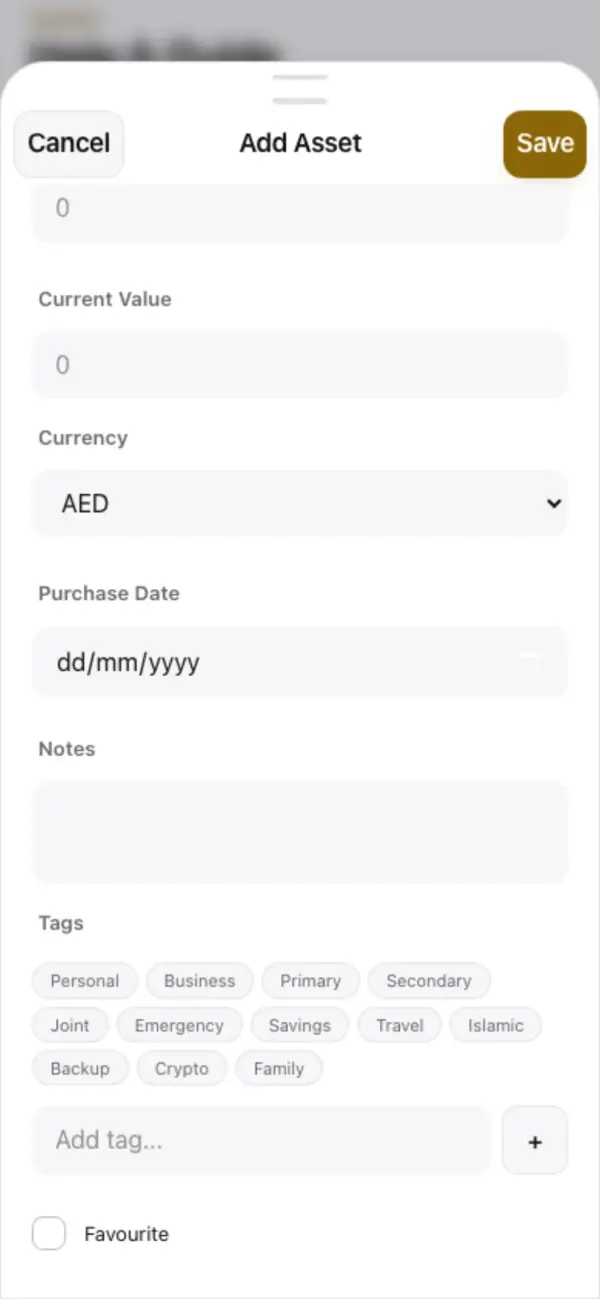 Cancel
Add Asset
Save
0
Current Value
0
Currency
AED
Purchase Date
dd/mm/yyyy
Notes
Tags
Personal Business Primary Secondary
Joint Emergency Savings Travel Islamic
Backup Crypto Family
Add tag...
+
Favourite